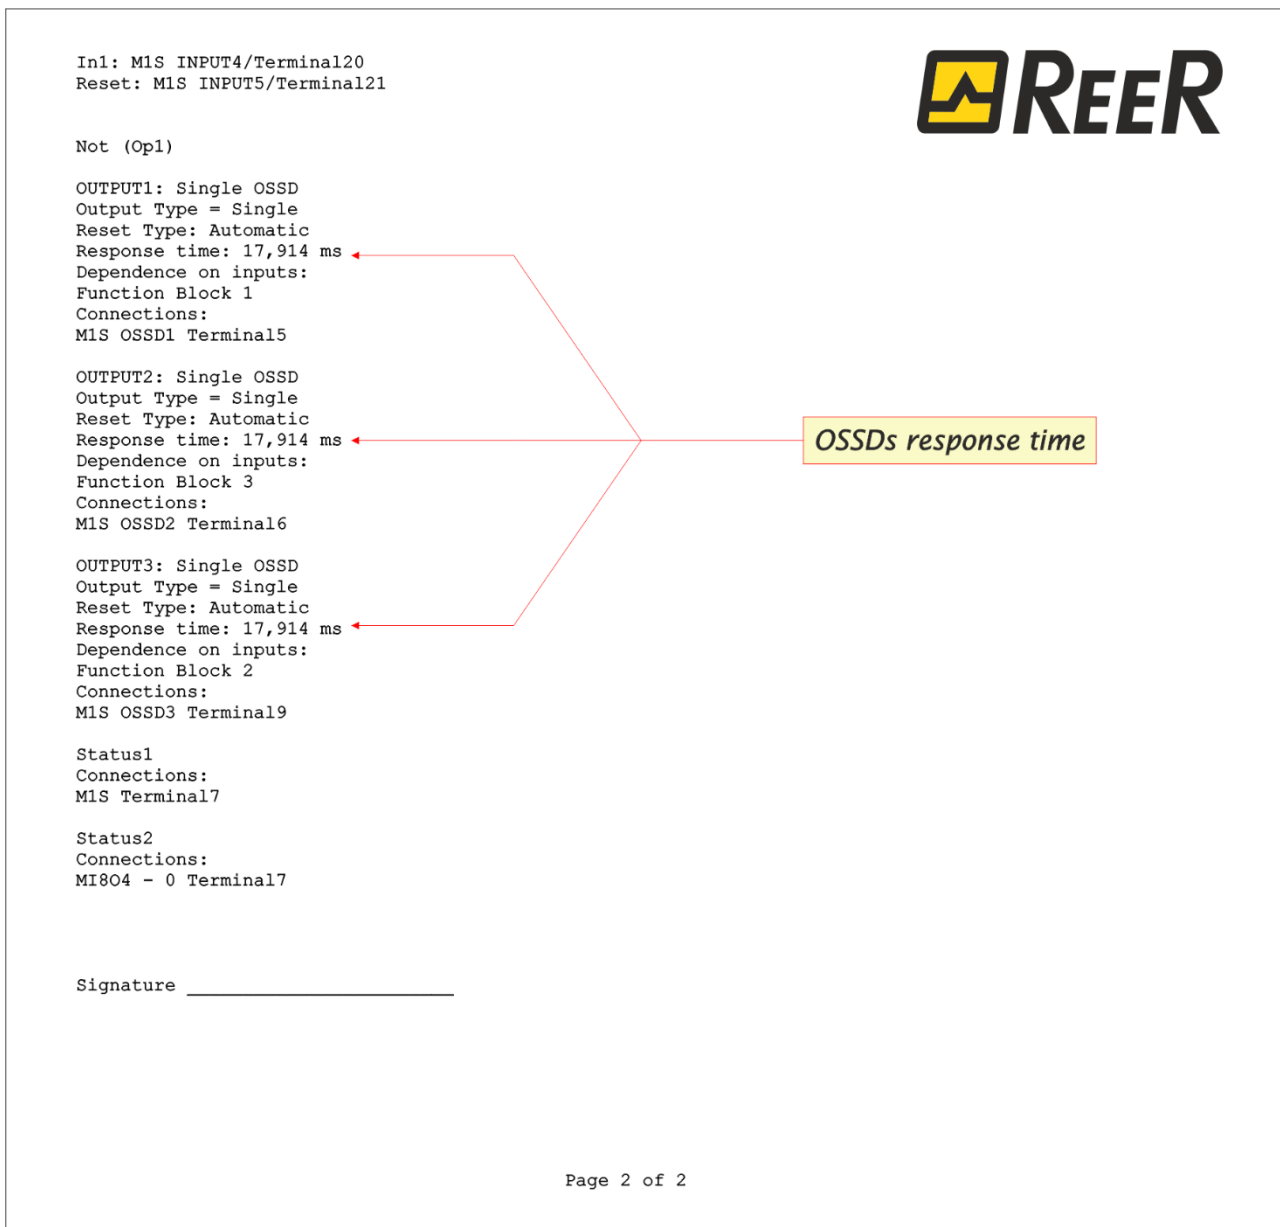 In1: M1S INPUT4/Terminal20
Reset: M1S INPUT5/Terminal21
REER
Not (Op1)
OUTPUT1: Single OSSD
Output Type = Single
Reset Type: Automatic
Response time: 17,914 ms
Dependence on inputs:
Function Block 1
Connections:
M1S OSSD1 Terminal5
OUTPUT2: Single OSSD
Output Type = Single
Reset Type: Automatic
Response time: 17,914 ms
OSSDs response time
Dependence on inputs:
Function Block 3
Connections:
M1S OSSD2 Terminal6
OUTPUT3: Single OSSD
Output Type = Single
Reset Type: Automatic
Response time: 17,914 ms
Dependence on inputs:
Function Block 2
Connections:
M1S OSSD3 Terminal9
Status1
Connections:
M1S Terminal7
Status2
Connections:
MI8O4 - 0 Terminal7
Signature
Page 2 of 2